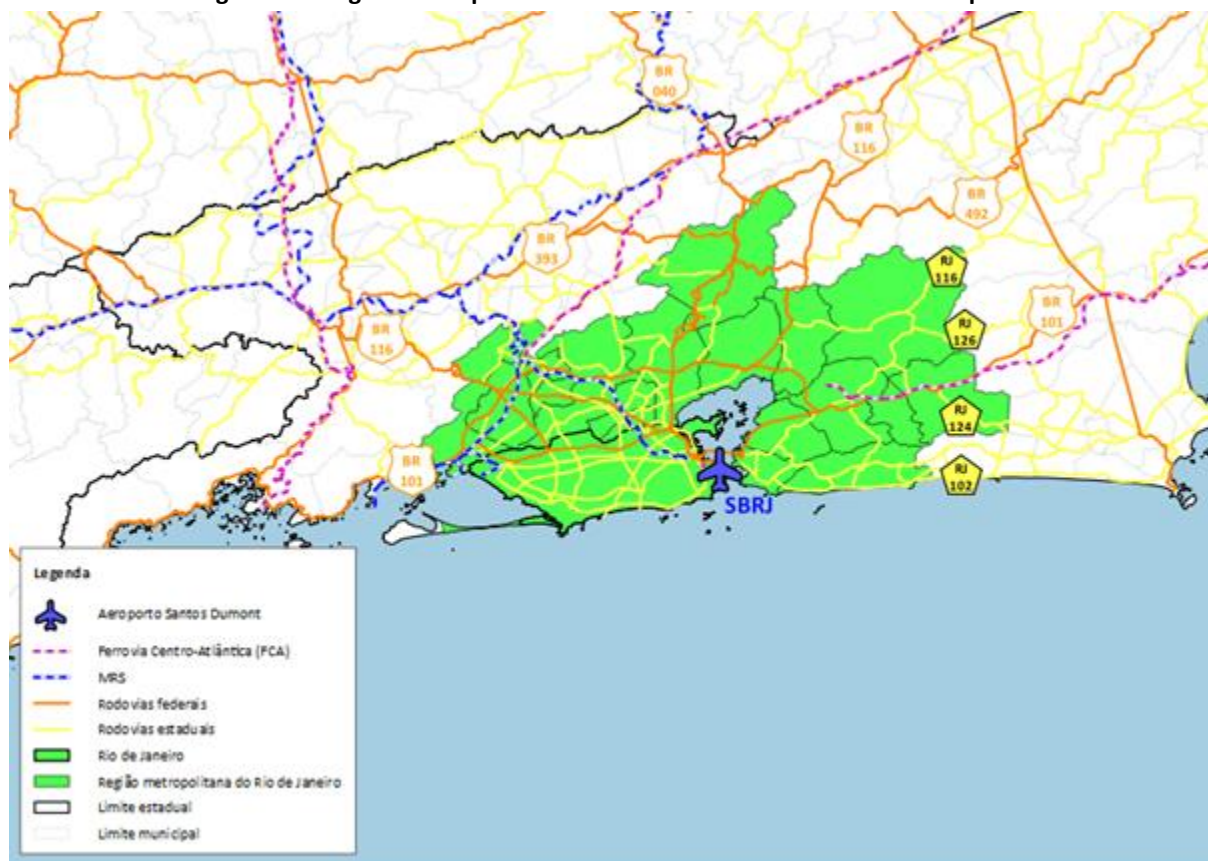 BR
040
BR
116
BR
492
BR
393
RJ
116
BR
101
RJ
126
BR
116
RJ
124
BR
101
RJ
102
SBRJ
Legenda
Aeroporto Santos Dumont
Ferrovia Centro-Atlântica (FCA)
MRS
Rodovias federais
Rodovias estaduais
Rio de Janeiro
Região metropolitana do Rio de Janeiro
Limite estadual
Limite municipal